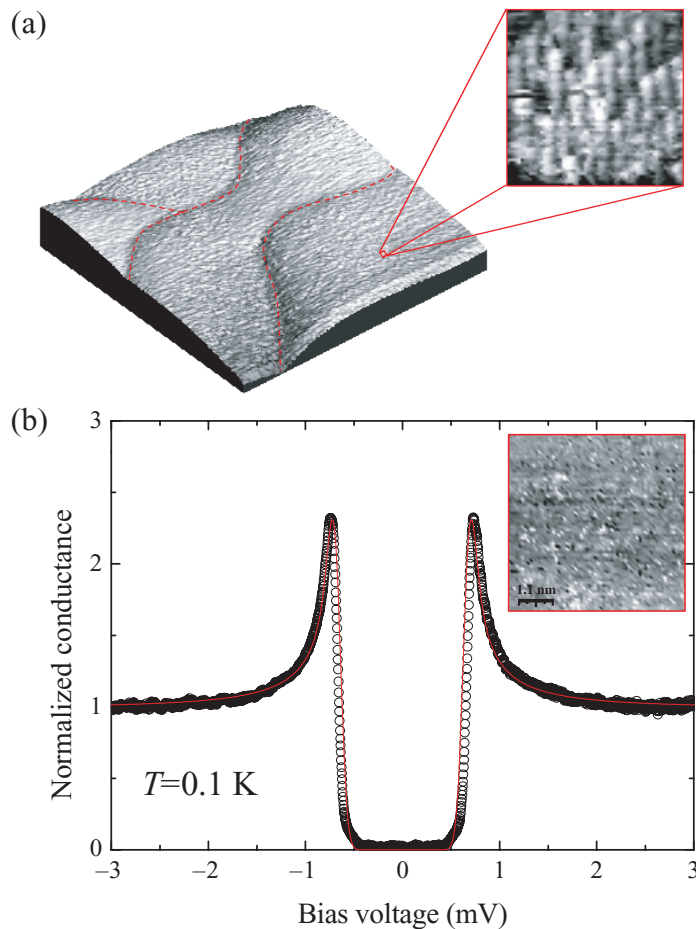 (a)
(b)
3
2
1
0
Normalized conductance
1.1 nm
T=0.1 K
−3 −2 −1 0 1 2 3
Bias voltage (mV)